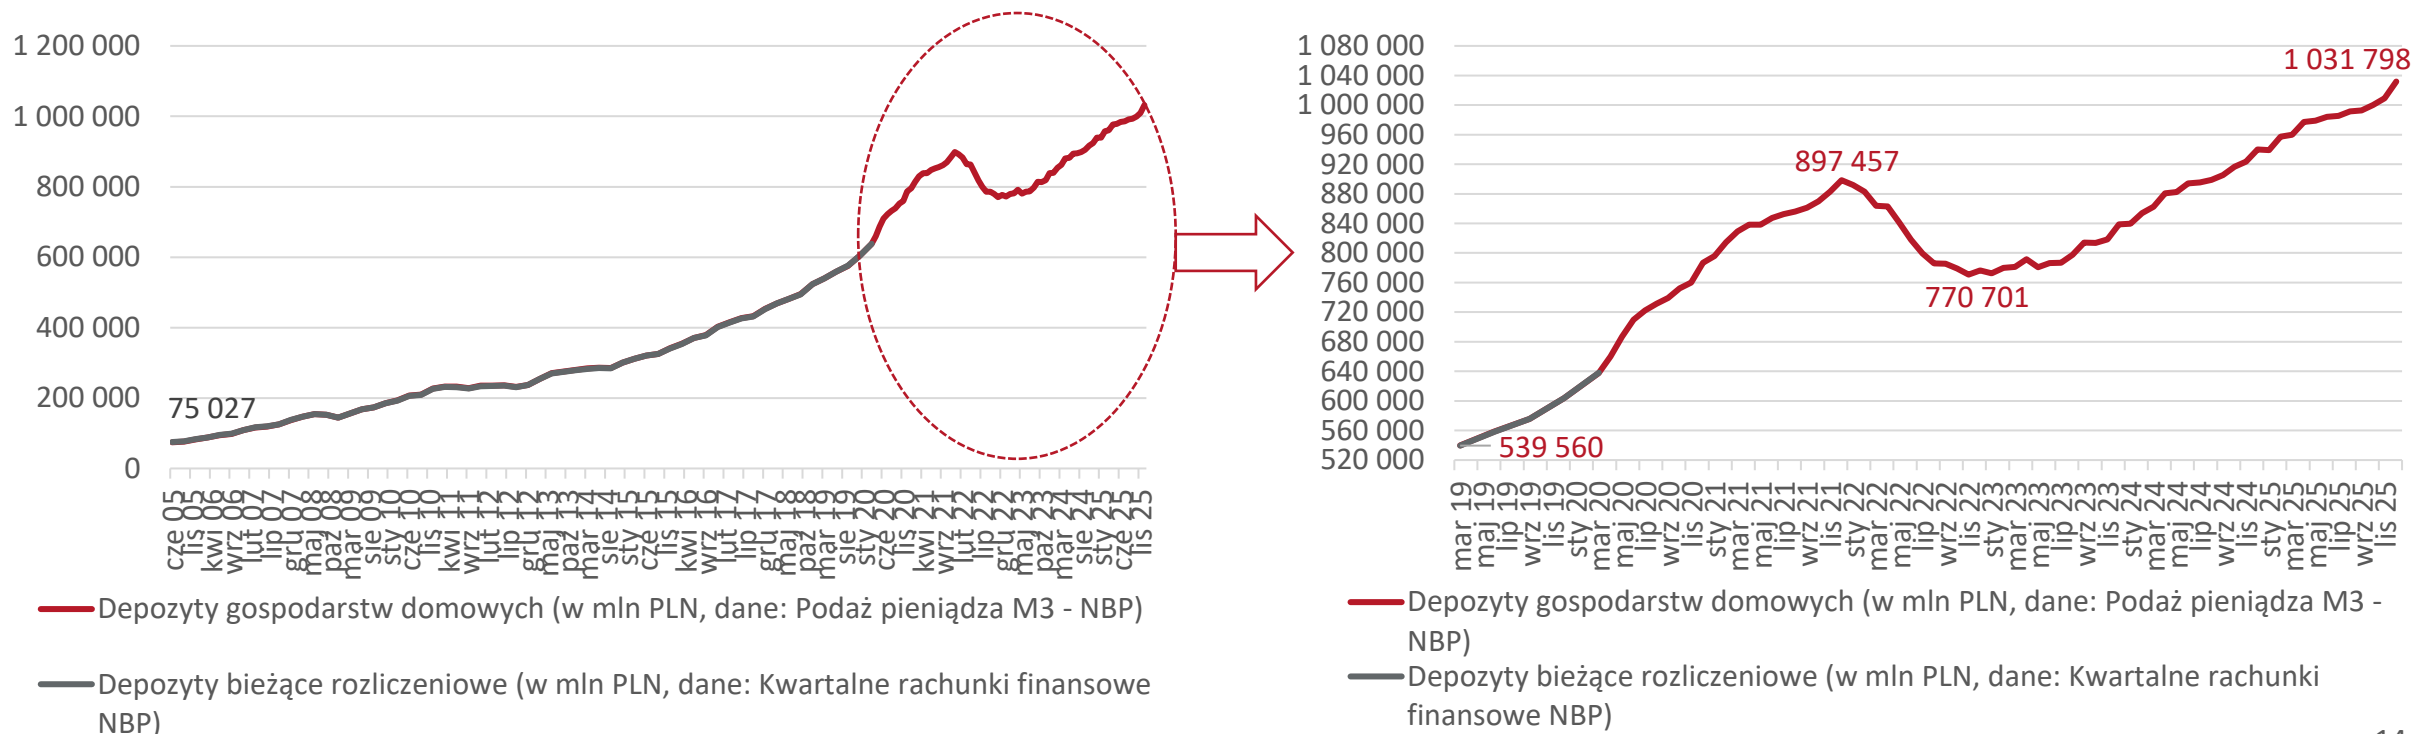 1 200 000
1 000 000
800 000
600 000
400 000
200 000
0
75 027
cze 05
lis 05
kwi 06
wrz 06
lut 07
lip 07
gru 07
maj 08
paź 08
mar 09
sie 09
sty 10
cze 10
lis 10
kwi 11
wrz 11
lut 12
lip 12
gru 12
maj 13
paź 13
mar 14
sie 14
sty 15
cze 15
lis 15
kwi 16
wrz 16
lut 17
lip 17
gru 17
maj 18
paź 18
mar 19
sie 19
sty 20
cze 20
lis 20
kwi 21
wrz 21
lut 22
lip 22
gru 22
maj 23
paź 23
mar 24
sie 24
sty 25
cze 25
lis 25
Depozyty gospodarstw domowych (w mln PLN, dane: Podaż pieniądza M3 - NBP)
Depozyty bieżące rozliczeniowe (w mln PLN, dane: Kwartalne rachunki finansowe
NBP)
1 080 000
1 040 000
1 000 000
960 000
920 000
880 000
840 000
800 000
760 000
720 000
680 000
640 000
600 000
560 000
520 000
1 031 798
897 457
770 701
539 560
mar 19
maj 19
lip 19
wrz 19
lis 19
sty 20
mar 20
maj 20
lip 20
wrz 20
lis 20
sty 21
mar 21
maj 21
lip 21
wrz 21
lis 21
sty 22
mar 22
maj 22
lip 22
wrz 22
lis 22
sty 23
mar 23
maj 23
lip 23
wrz 23
lis 23
sty 24
mar 24
maj 24
lip 24
wrz 24
lis 24
sty 25
mar 25
maj 25
lip 25
wrz 25
lis 25
Depozyty gospodarstw domowych (w mln PLN, dane: Podaż pieniądza M3 -
NBP)
Depozyty bieżące rozliczeniowe (w mln PLN, dane: Kwartalne rachunki
finansowe NBP)